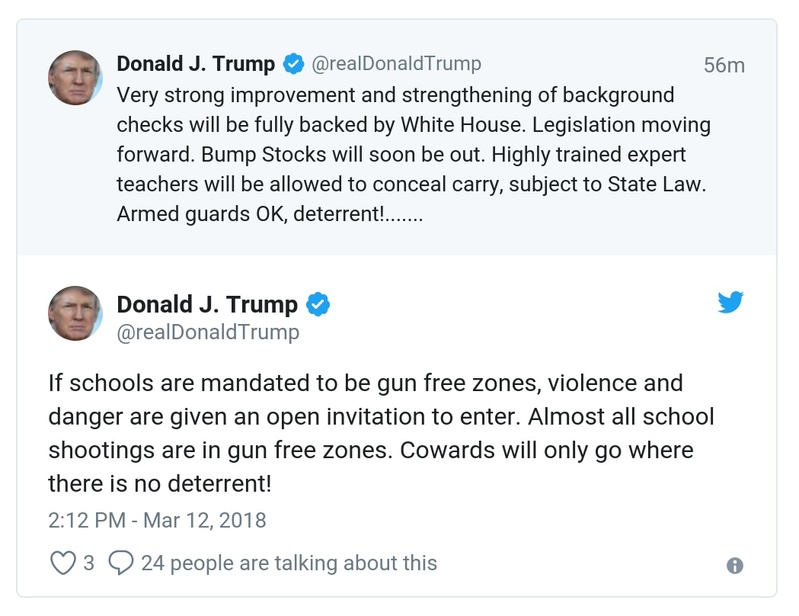 Donald J. Trump @realDonaldTrump 56m
Very strong improvement and strengthening of background
checks will be fully backed by White House. Legislation moving
forward. Bump Stocks will soon be out. Highly trained expert
teachers will be allowed to conceal carry, subject to State Law.
Armed guards OK, deterrent!.......
Donald J. Trump
@realDonaldTrump
If schools are mandated to be gun free zones, violence and
danger are given an open invitation to enter. Almost all school
shootings are in gun free zones. Cowards will only go where
there is no deterrent!
2:12 PM - Mar 12, 2018
3 24 people are talking about this